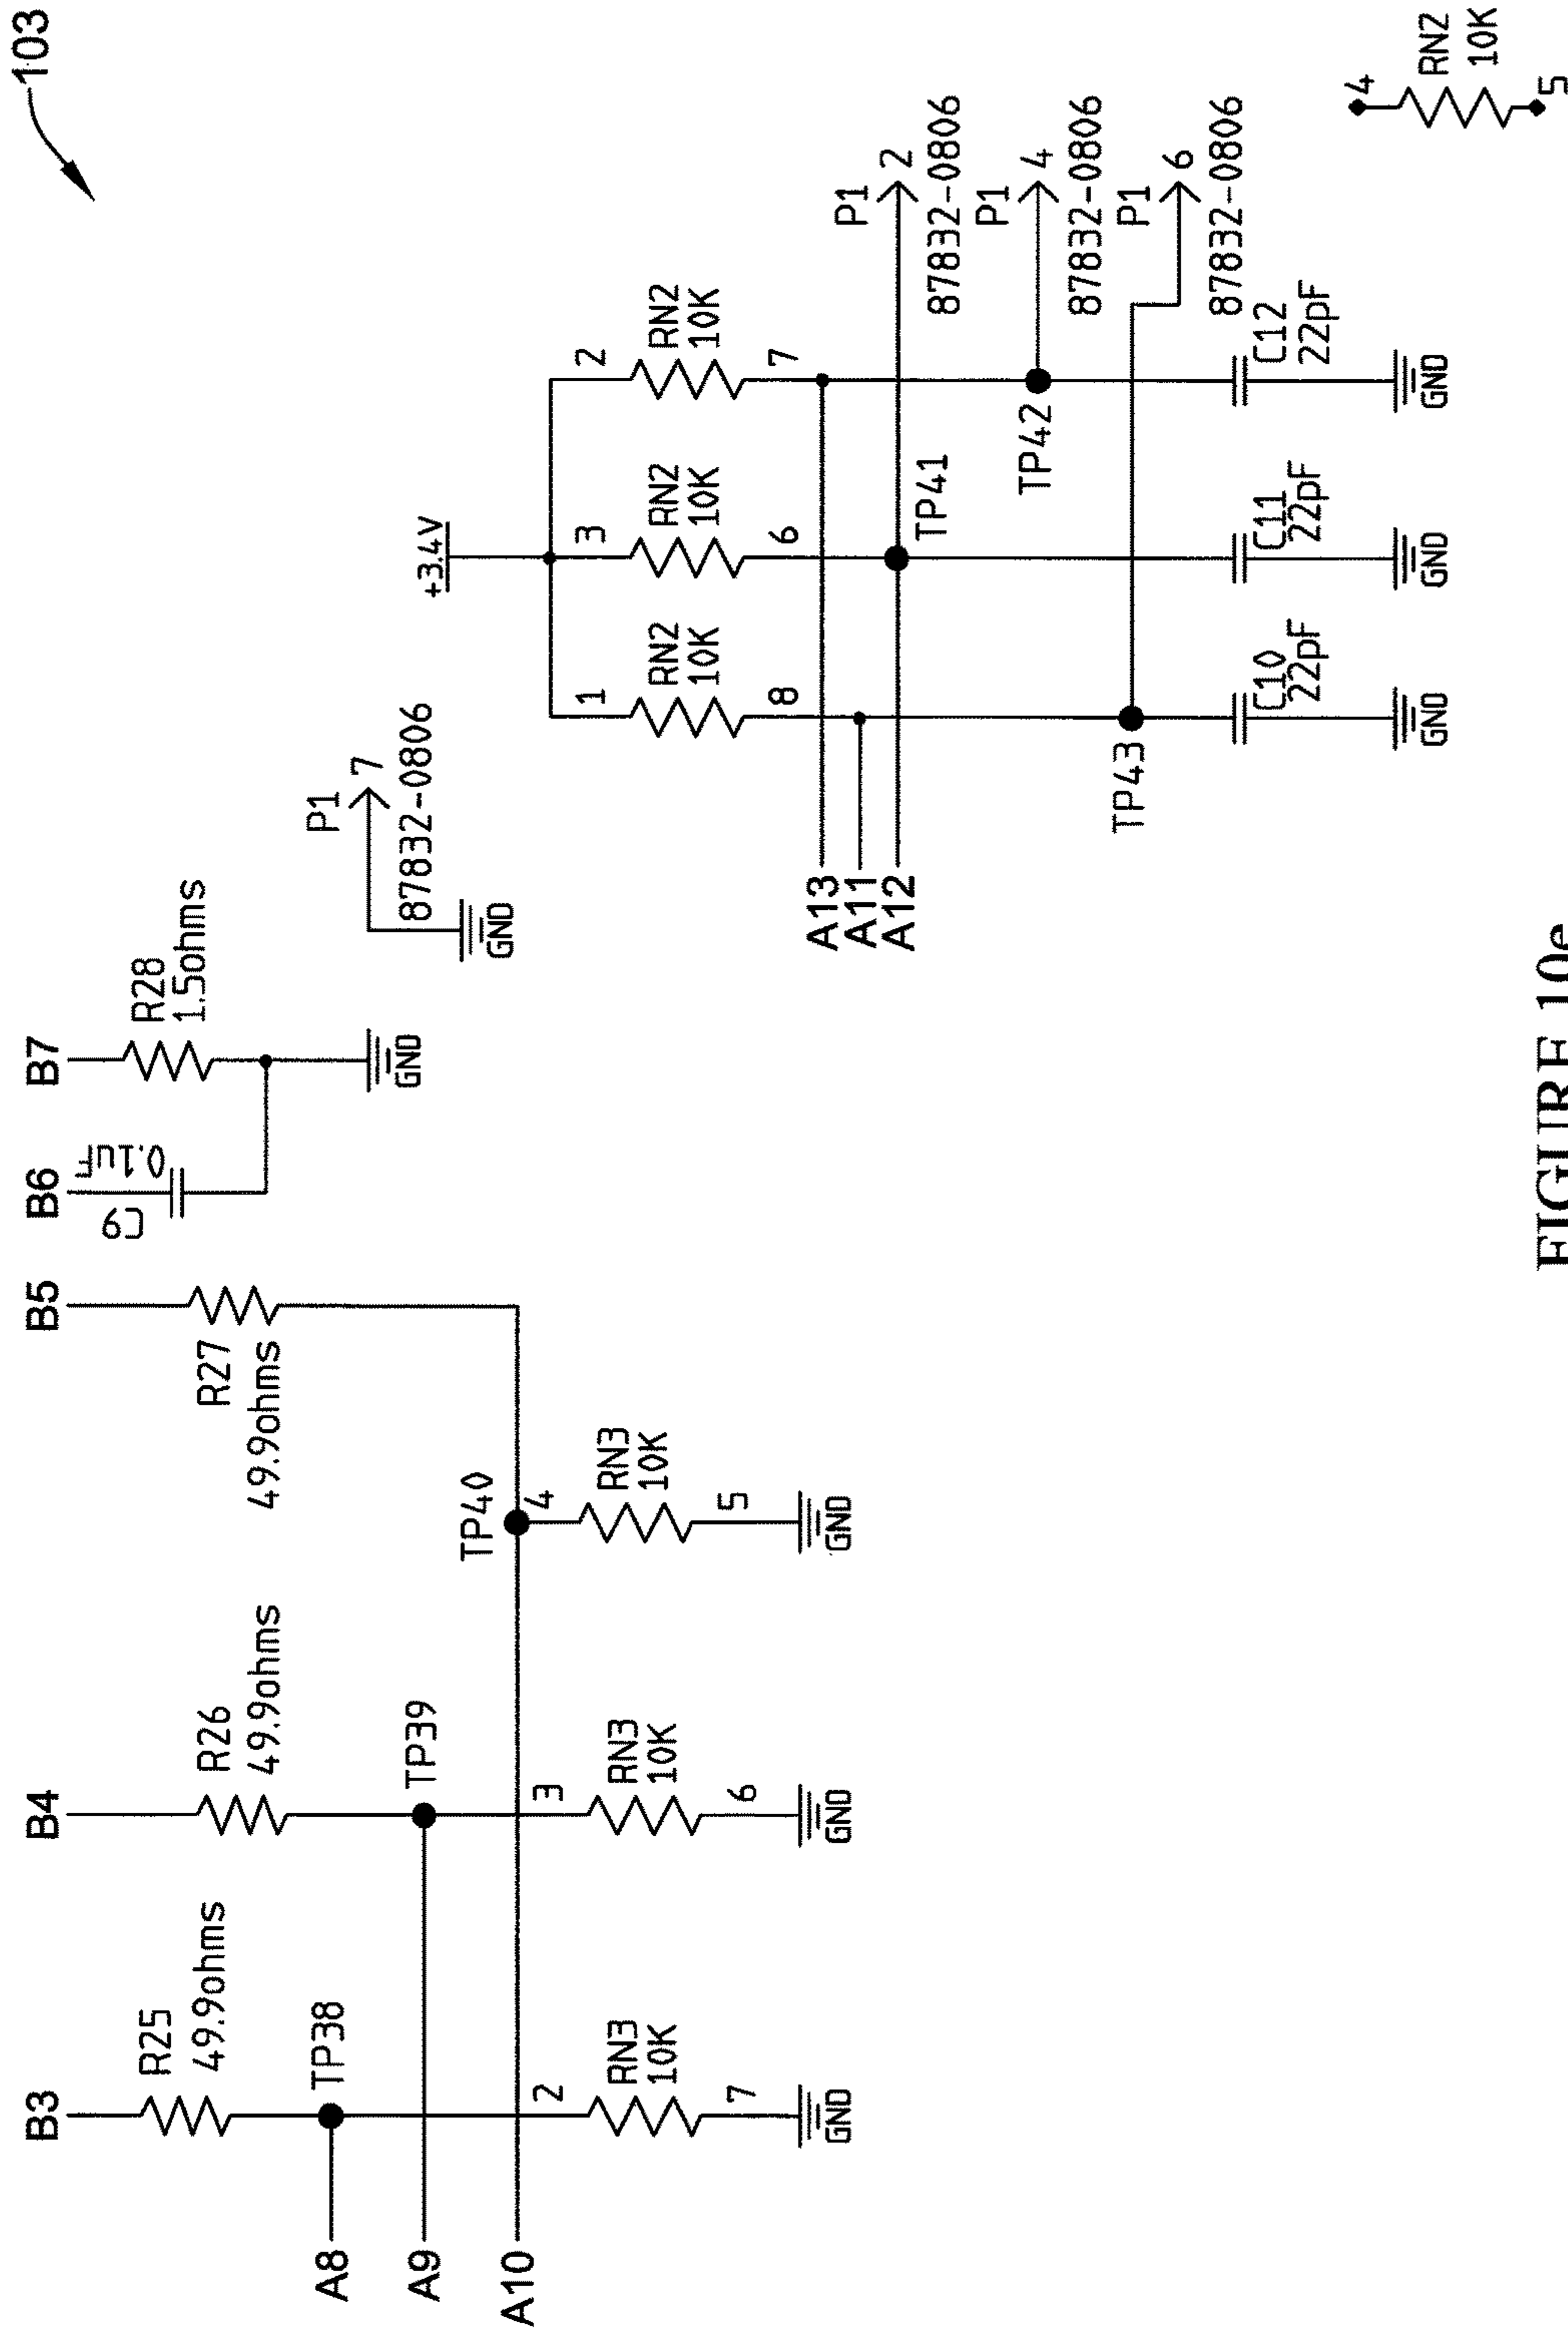 103
B3
B4
B5
B6
B7
R25
49.9ohms
R26
49.9ohms
R27
49.9ohms
C9
0.1uF
R28
1.5ohms
GND
P1
7
87832-0806
GND
TP38
TP39
TP40
A8
A9
A10
2
RN3
10K
7
GND
3
RN3
10K
6
GND
4
RN3
10K
5
GND
+3.4V
1
RN2
10K
8
3
RN2
10K
6
2
RN2
10K
7
A13
A11
A12
P1
2
87832-0806
P1
4
87832-0806
P1
6
87832-0806
TP41
TP42
TP43
C10
22pF
GND
C11
22pF
GND
C12
22pF
GND
4
RN2
10K
5
FIGURE 10e